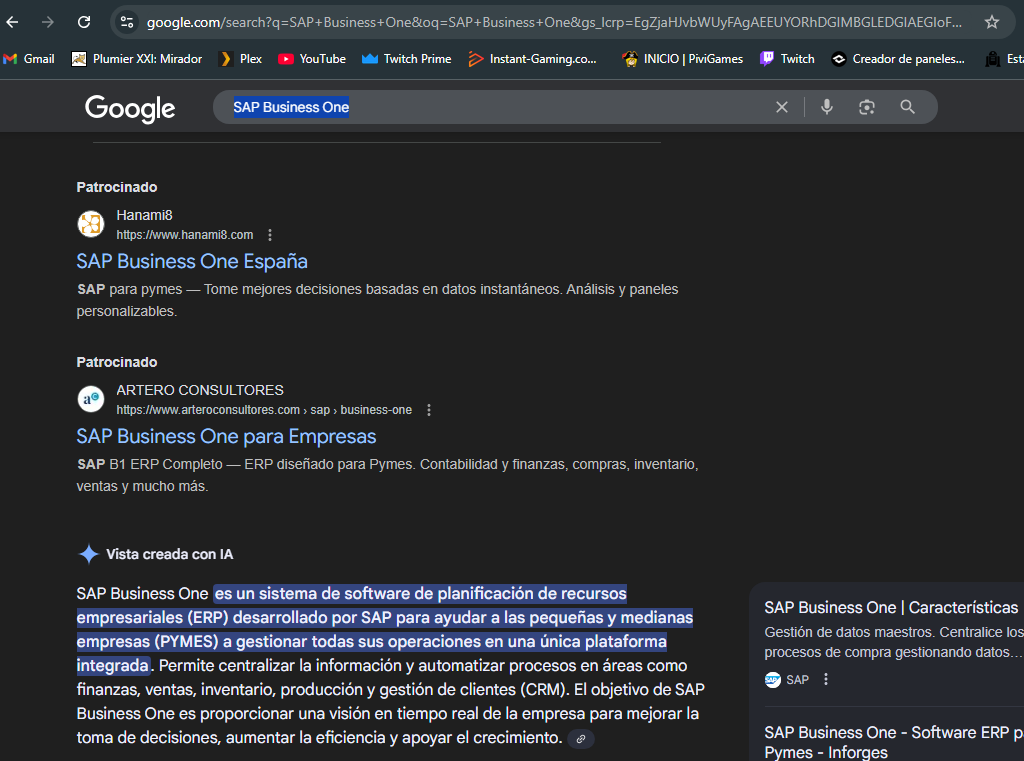 google.com/search?q=SAP+Business+One&oq=SAP+Business+One&gs_lcrp=EgZjaHJvbWUyFAgAEEUYORhDGIMBGLEDGIAEGIoF...
Gmail Plumier XXI: Mirador Plex YouTube Twitch Prime Instant-Gaming.co... INICIO | PiviGames Twitch Creador de paneles... Est
Google SAP Business One
Patrocinado
Hanami8
https://www.hanami8.com
SAP Business One España
SAP para pymes — Tome mejores decisiones basadas en datos instantáneos. Análisis y paneles
personalizables.
Patrocinado
ARTERO CONSULTORES
https://www.arteroconsultores.com › sap › business-one
SAP Business One para Empresas
SAP B1 ERP Completo — ERP diseñado para Pymes. Contabilidad y finanzas, compras, inventario,
ventas y mucho más.
Vista creada con IA
SAP Business One es un sistema de software de planificación de recursos
empresariales (ERP) desarrollado por SAP para ayudar a las pequeñas y medianas
empresas (PYMES) a gestionar todas sus operaciones en una única plataforma
integrada. Permite centralizar la información y automatizar procesos en áreas como
finanzas, ventas, inventario, producción y gestión de clientes (CRM). El objetivo de SAP
Business One es proporcionar una visión en tiempo real de la empresa para mejorar la
toma de decisiones, aumentar la eficiencia y apoyar el crecimiento.
SAP Business One | Características
Gestión de datos maestros. Centralice los
procesos de compra gestionando datos...
SAP
SAP Business One - Software ERP pa
Pymes - Inforges